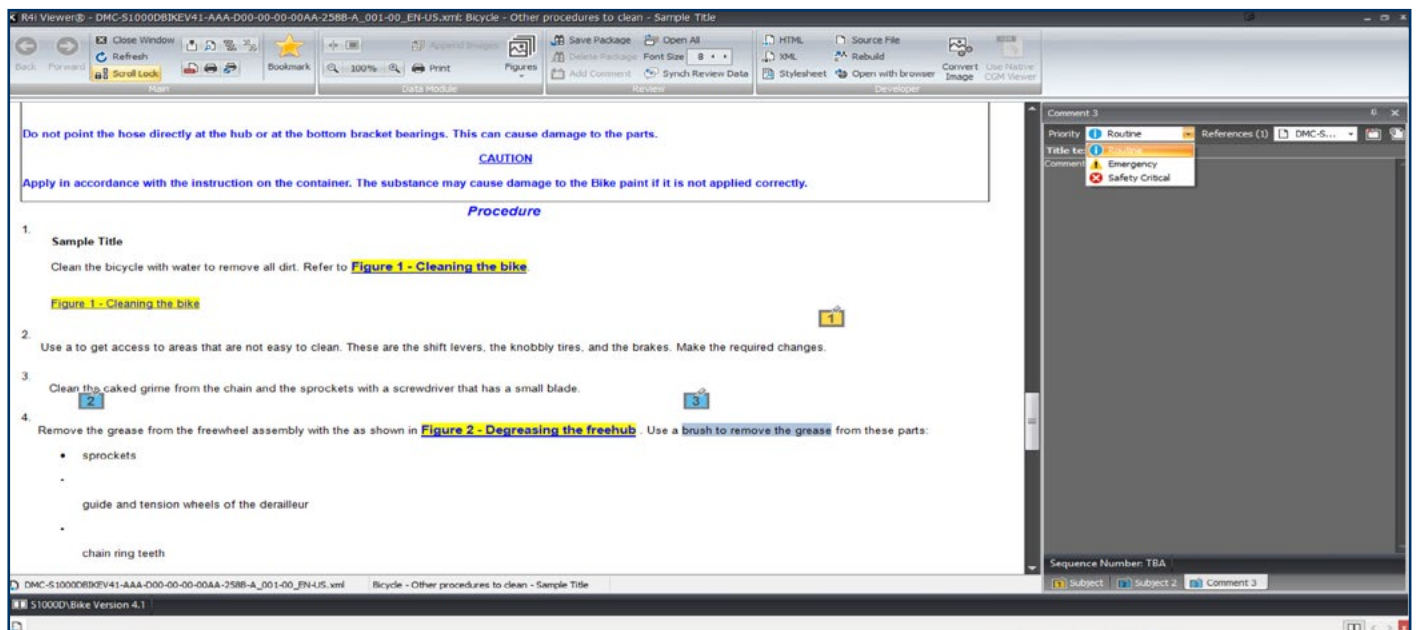 R4i Viewer® - DMC-S1000DBIKEV41-AAA-D00-00-00-00AA-258B-A_001-00_EN-US.xml: Bicycle - Other procedures to clean - Sample Title
Back
Forward
Close Window
Refresh
Scroll Lock
Bookmark
Main
100%
Append Images
Print
Figures
Data Module
Save Package
Delete Package
Add Comment
Open All
Font Size 8
Synch Review Data
Review
HTML
XML
Stylesheet
Source File
Rebuild
Open with browser
Convert Image
Use Native CGM Viewer
Developer
Do not point the hose directly at the hub or at the bottom bracket bearings. This can cause damage to the parts.
CAUTION
Apply in accordance with the instruction on the container. The substance may cause damage to the Bike paint if it is not applied correctly.
Procedure
1.
Sample Title
Clean the bicycle with water to remove all dirt. Refer to Figure 1 - Cleaning the bike.
Figure 1 - Cleaning the bike
1
2.
Use a to get access to areas that are not easy to clean. These are the shift levers, the knobbly tires, and the brakes. Make the required changes.
3.
Clean the caked grime from the chain and the sprockets with a screwdriver that has a small blade.
2
3
4.
Remove the grease from the freewheel assembly with the as shown in Figure 2 - Degreasing the freehub . Use a brush to remove the grease from these parts:
• sprockets
•
guide and tension wheels of the derailleur
•
chain ring teeth
Comment 3
Priority Routine References (1) DMC-S...
Title te
Routine
Comment
Emergency
Safety Critical
Sequence Number: TBA
Subject
Subject 2
Comment 3
DMC-S1000DBIKEV41-AAA-D00-00-00-00AA-258B-A_001-00_EN-US.xml Bicycle - Other procedures to clean - Sample Title
S1000D\Bike Version 4.1